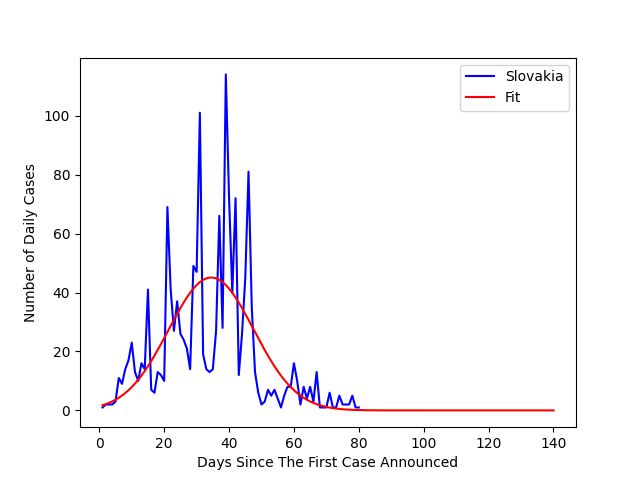 Slovakia
Fit
100
80
60
40
20
0
Number of Daily Cases
0 20 40 60 80 100 120 140
Days Since The First Case Announced